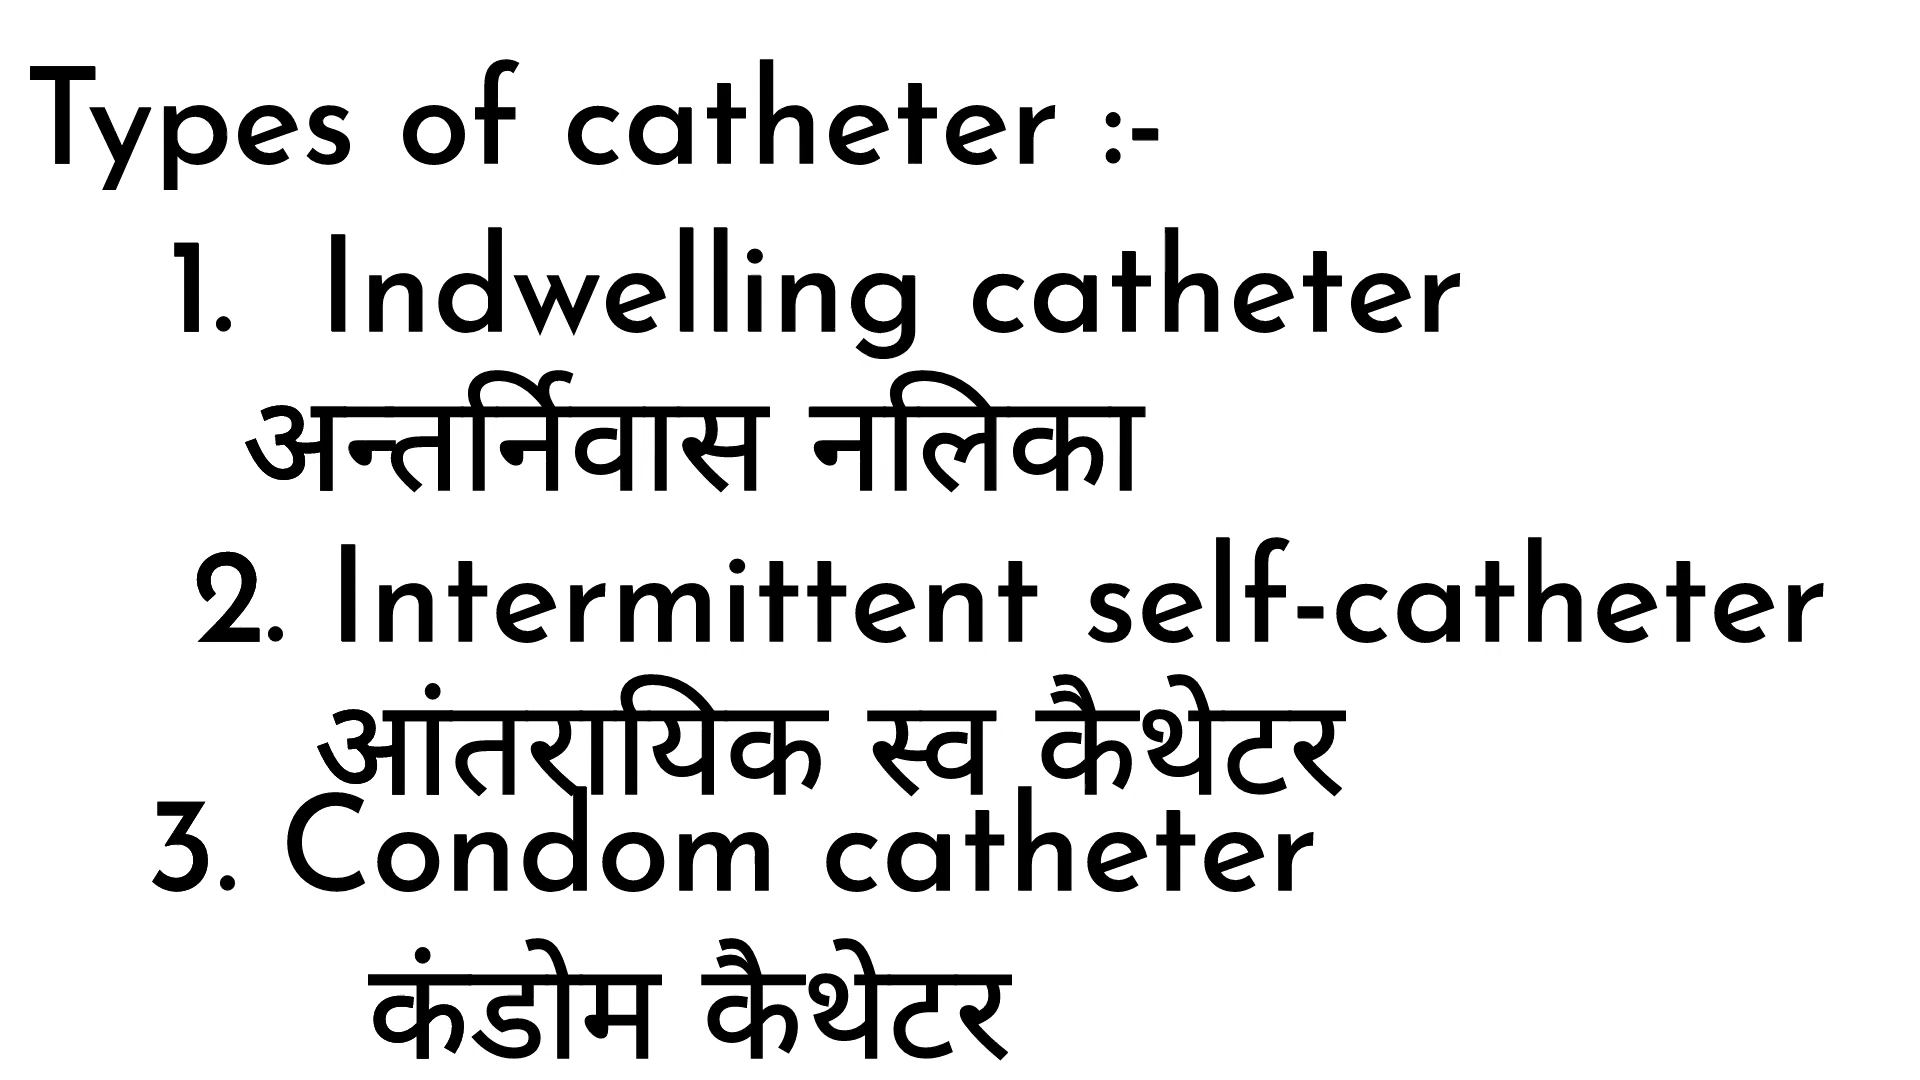 Types of catheter :-
1. Indwelling catheter
अन्तर्निवास नलिका
2. Intermittent self-catheter
आंतरायिक स्व कैथेटर
3. Condom catheter
कंडोम कैथेटर